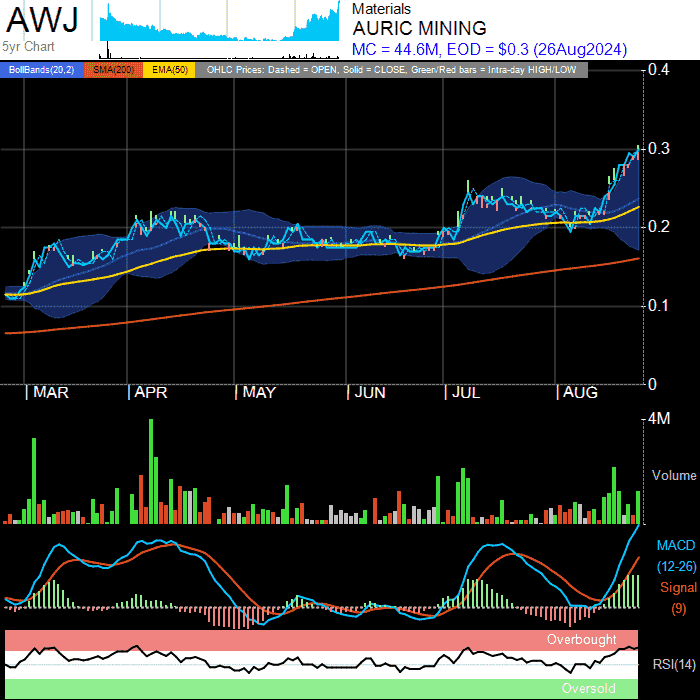 AWJ
5yr Chart
Materials
AURIC MINING
MC = 44.6M, EOD = $0.3 (26Aug2024)
BollBands(20,2) SMA(200) EMA(50) OHLC Prices: Dashed = OPEN, Solid = CLOSE, Green/Red bars = Intra-day HIGH/LOW
0.4
0.3
0.2
0.1
0
MAR APR MAY JUN JUL AUG
4M
Volume
MACD
(12-26)
Signal
(9)
Overbought
RSI(14)
Oversold